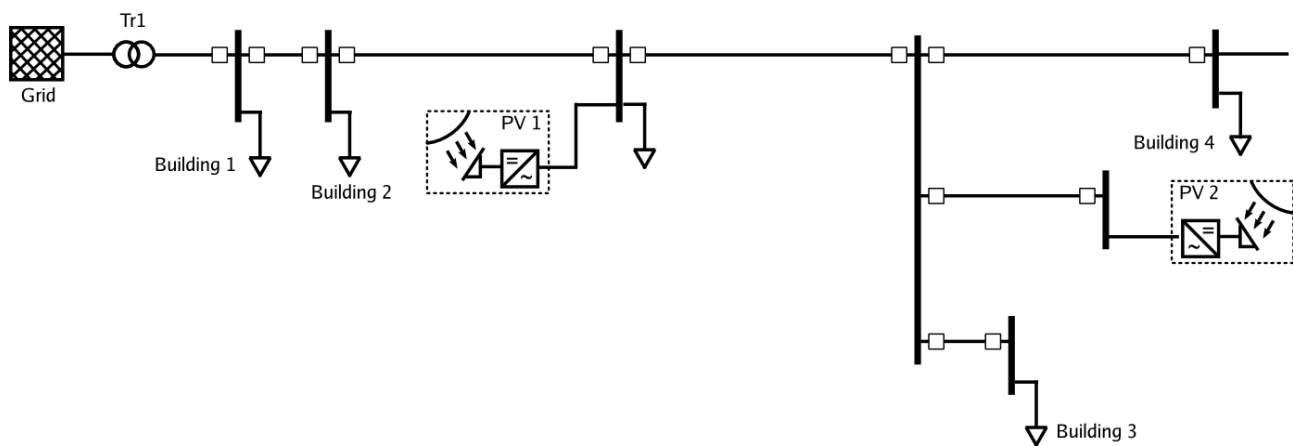 Tr1
Grid
Building 1
Building 2
PV 1
Building 4
PV 2
Building 3